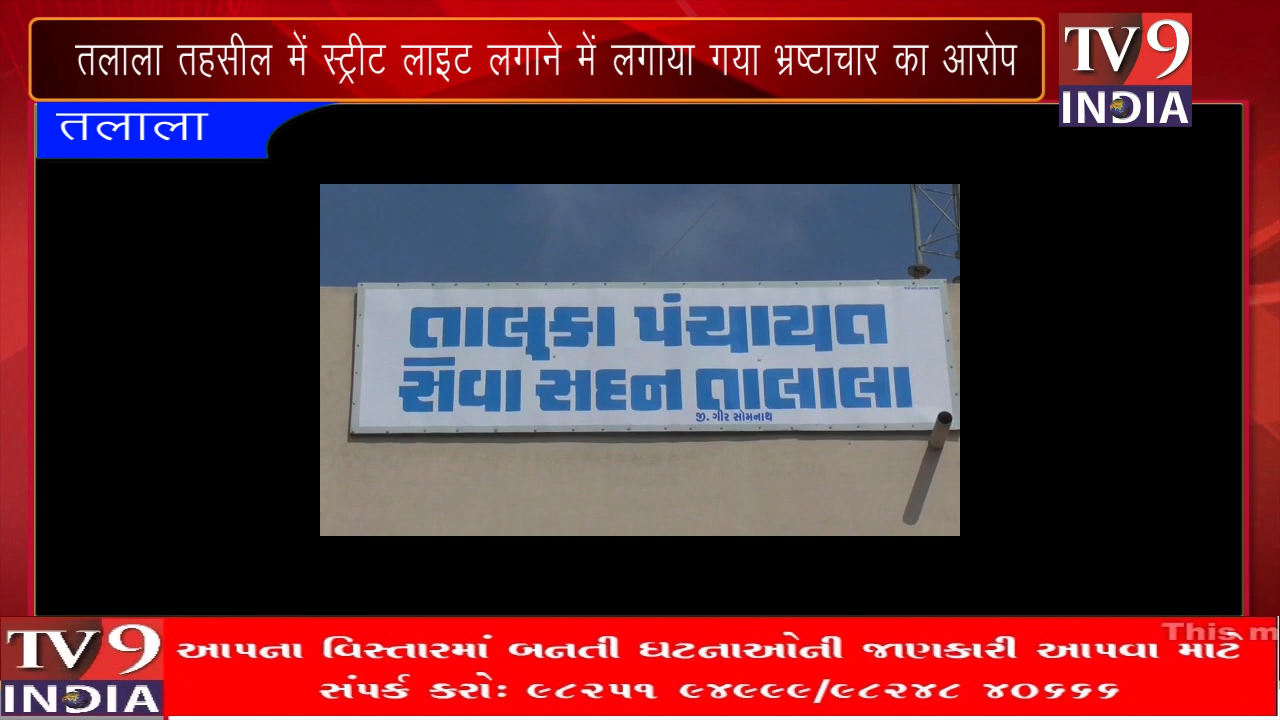 तलाला तहसील में स्ट्रीट लाइट लगाने में लगाया गया भ्रष्टाचार का आरोप
TV9
INDIA
तलाला
તાલુકા પંચાયત
સેવા સદન તાલાલા
જી. ગીર સોમનાથ
This m
TV9
INDIA
આપના વિસ્તારમાં બનતી ઘટનાઓની જાણકારી આપવા માટે
સંપર્ક કરોઃ ૯૮૨૫૧ ૯૪૯૯૯/૯૮૨૪૮ ૪૦૬૬૬